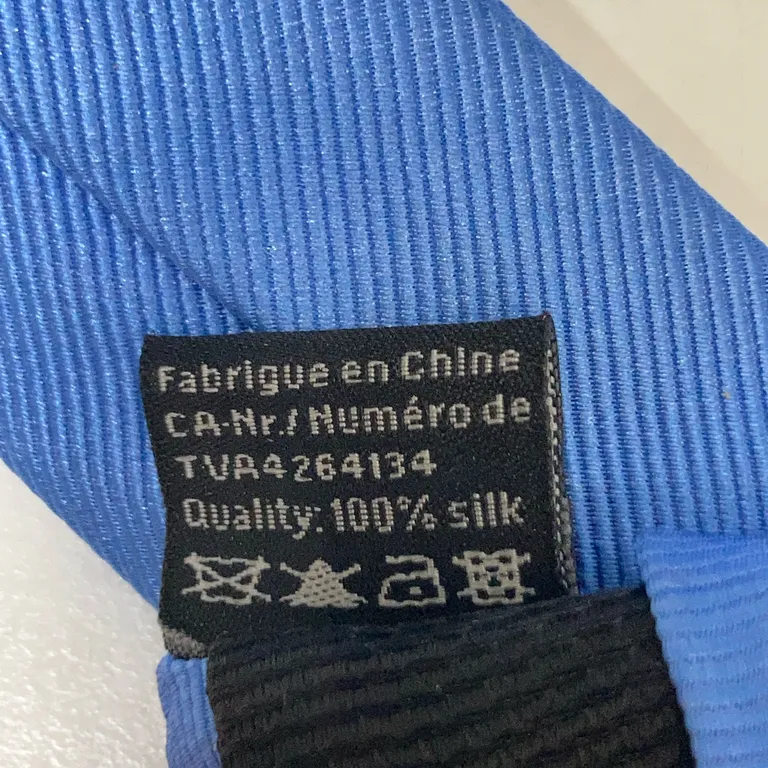 Fabrigue en Chine
CA-Nr./ Numéro de
TVA4264134
Quality: 100% silk